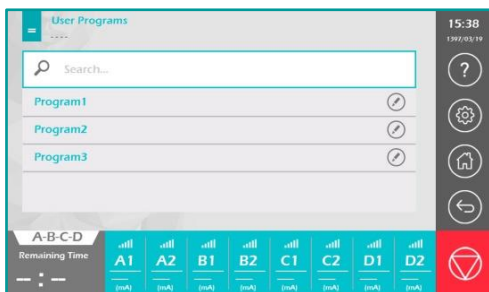 User Programs
----
15:38
1397/03/19
Search...
?
Program1
Program2
Program3
A-B-C-D
Remaining Time
-- : --
A1 A2 B1 B2 C1 C2 D1 D2
(mA) (mA) (mA) (mA) (mA) (mA) (mA) (mA)